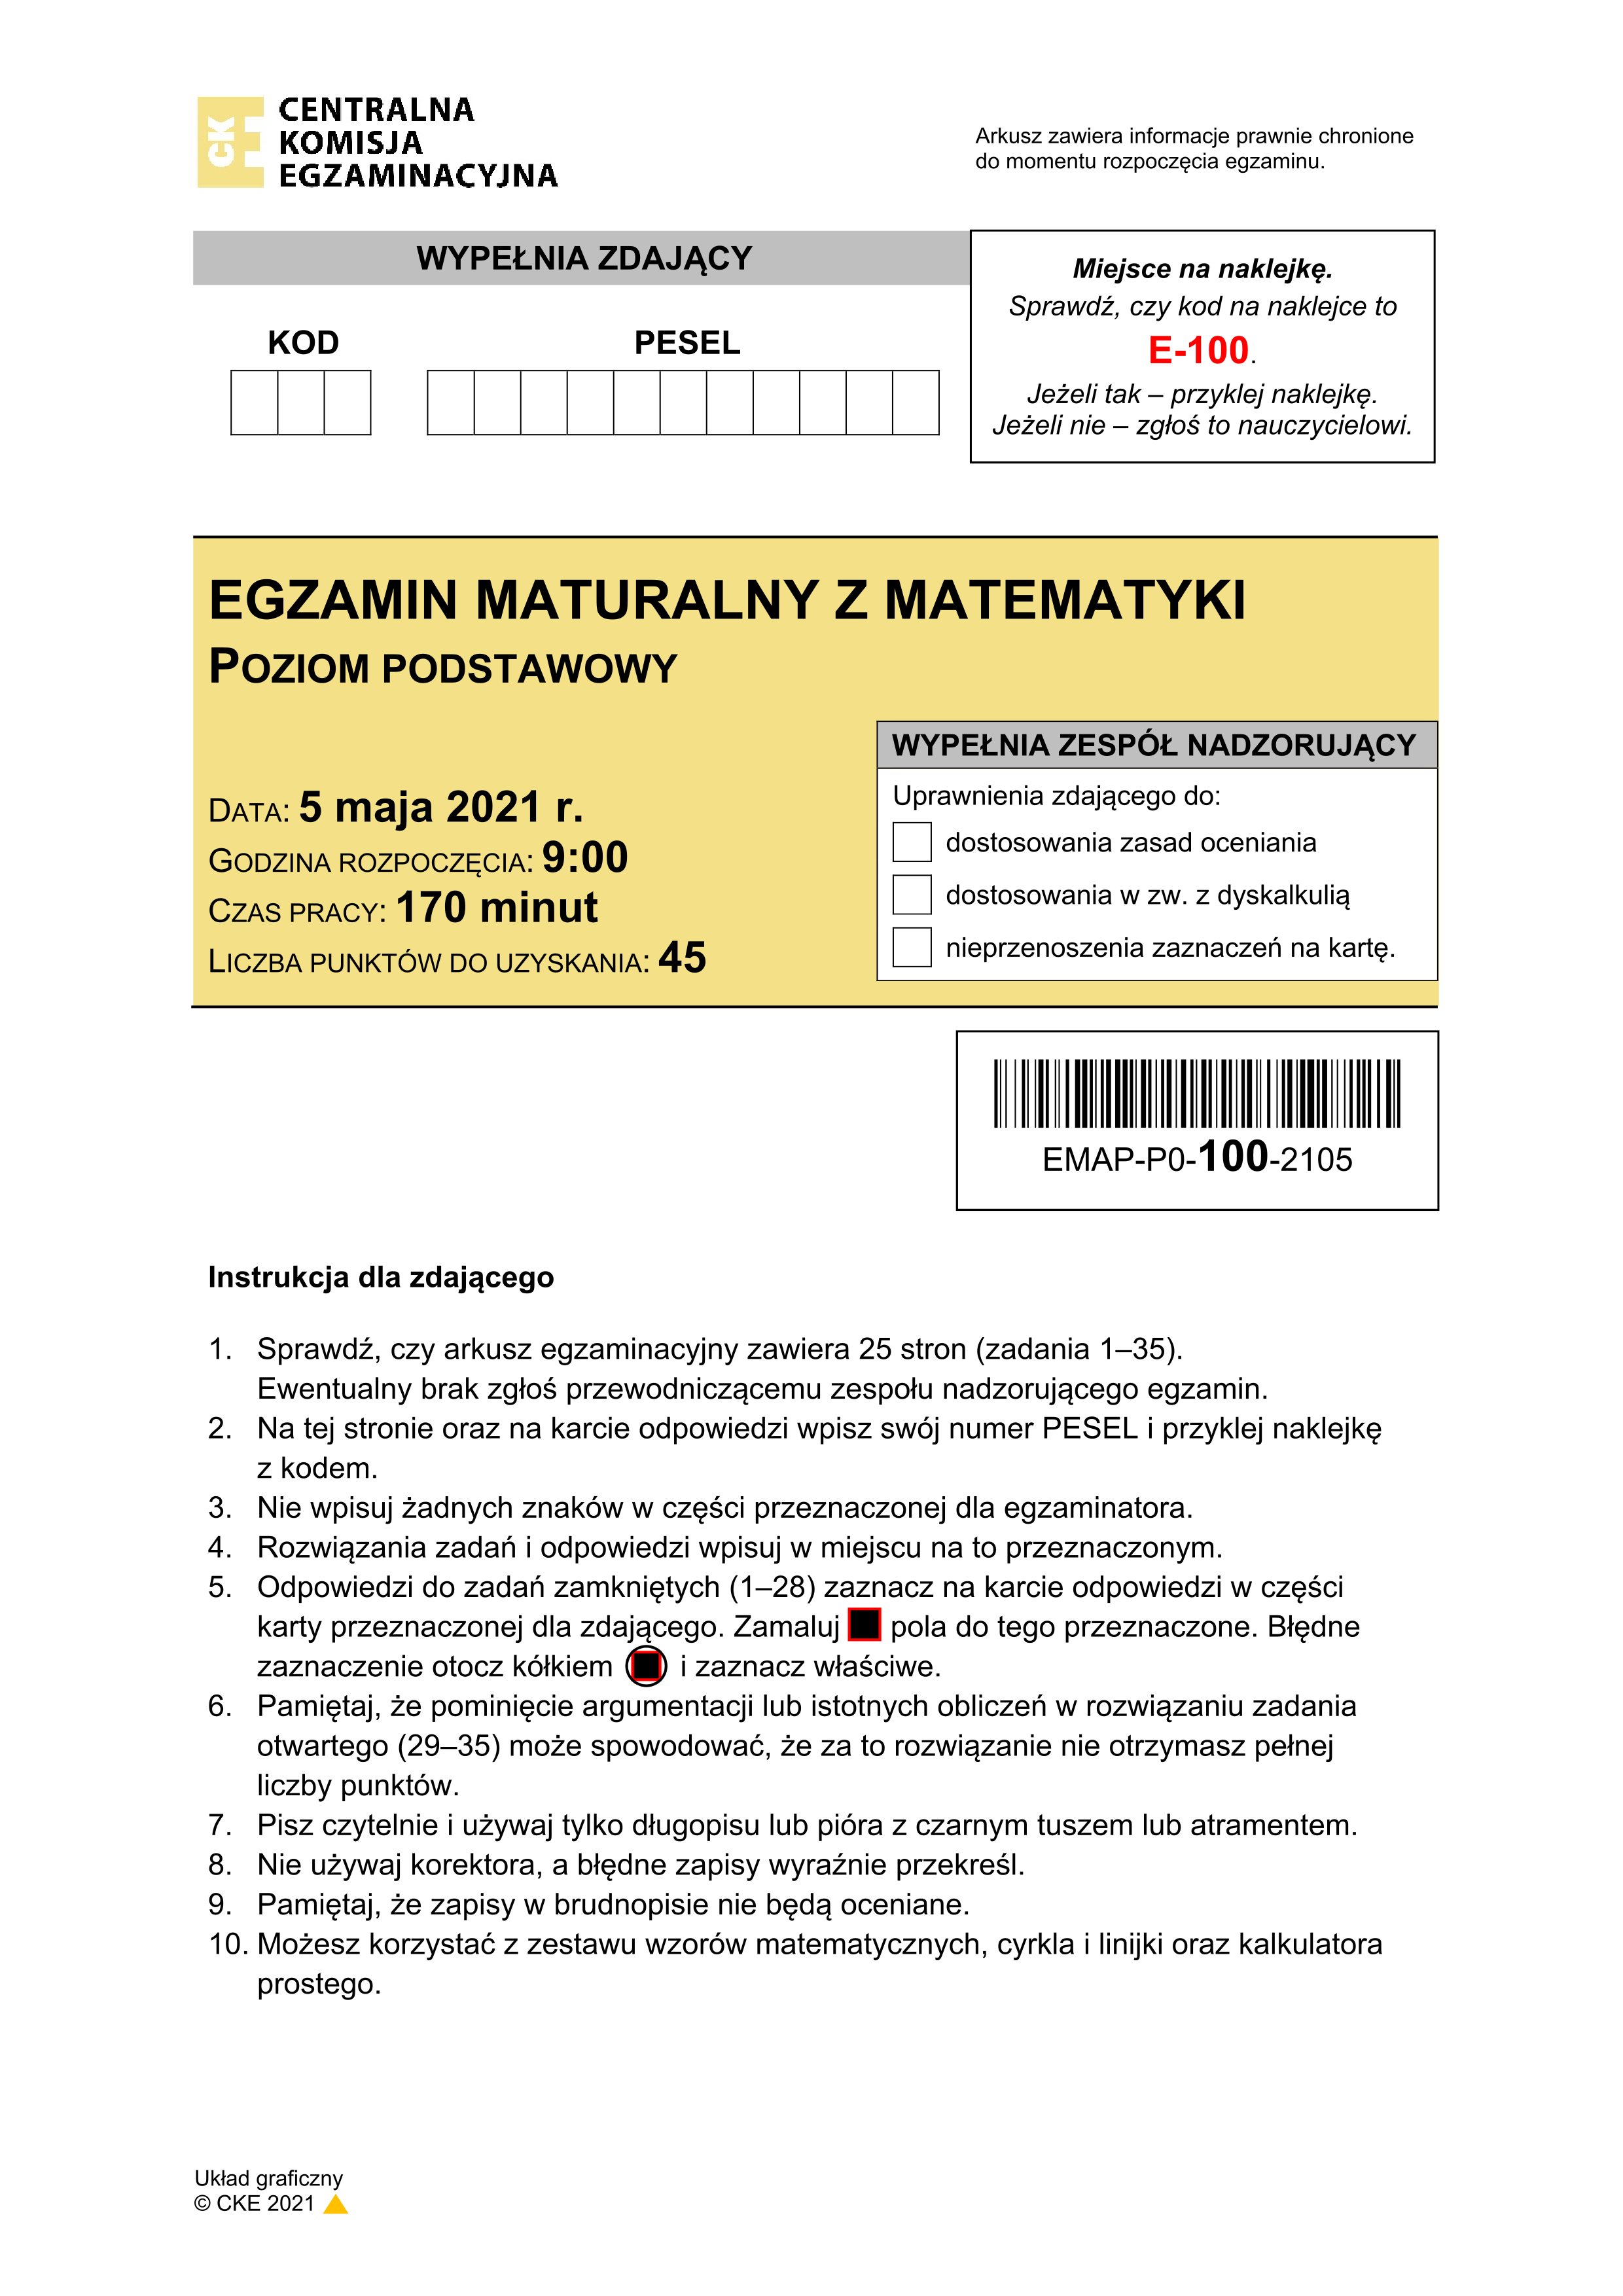 CK
CENTRALNA
KOMISJA
EGZAMINACYJNA
Arkusz zawiera informacje prawnie chronione
do momentu rozpoczęcia egzaminu.
WYPEŁNIA ZDAJĄCY
KOD
PESEL
Miejsce na naklejkę.
Sprawdź, czy kod na naklejce to
E-100.
Jeżeli tak – przyklej naklejkę.
Jeżeli nie – zgłoś to nauczycielowi.
EGZAMIN MATURALNY Z MATEMATYKI
POZIOM PODSTAWOWY
DATA: 5 maja 2021 r.
GODZINA ROZPOCZĘCIA: 9:00
CZAS PRACY: 170 minut
LICZBA PUNKTÓW DO UZYSKANIA: 45
WYPEŁNIA ZESPÓŁ NADZORUJĄCY
Uprawnienia zdającego do:
dostosowania zasad oceniania
dostosowania w zw. z dyskalkulią
nieprzenoszenia zaznaczeń na kartę.
EMAP-P0-100-2105
Instrukcja dla zdającego
1. Sprawdź, czy arkusz egzaminacyjny zawiera 25 stron (zadania 1–35).
Ewentualny brak zgłoś przewodniczącemu zespołu nadzorującego egzamin.
2. Na tej stronie oraz na karcie odpowiedzi wpisz swój numer PESEL i przyklej naklejkę
z kodem.
3. Nie wpisuj żadnych znaków w części przeznaczonej dla egzaminatora.
4. Rozwiązania zadań i odpowiedzi wpisuj w miejscu na to przeznaczonym.
5. Odpowiedzi do zadań zamkniętych (1–28) zaznacz na karcie odpowiedzi w części
karty przeznaczonej dla zdającego. Zamaluj pola do tego przeznaczone. Błędne
zaznaczenie otocz kółkiem i zaznacz właściwe.
6. Pamiętaj, że pominięcie argumentacji lub istotnych obliczeń w rozwiązaniu zadania
otwartego (29–35) może spowodować, że za to rozwiązanie nie otrzymasz pełnej
liczby punktów.
7. Pisz czytelnie i używaj tylko długopisu lub pióra z czarnym tuszem lub atramentem.
8. Nie używaj korektora, a błędne zapisy wyraźnie przekreśl.
9. Pamiętaj, że zapisy w brudnopisie nie będą oceniane.
10. Możesz korzystać z zestawu wzorów matematycznych, cyrkla i linijki oraz kalkulatora
prostego.
Układ graficzny
© CKE 2021